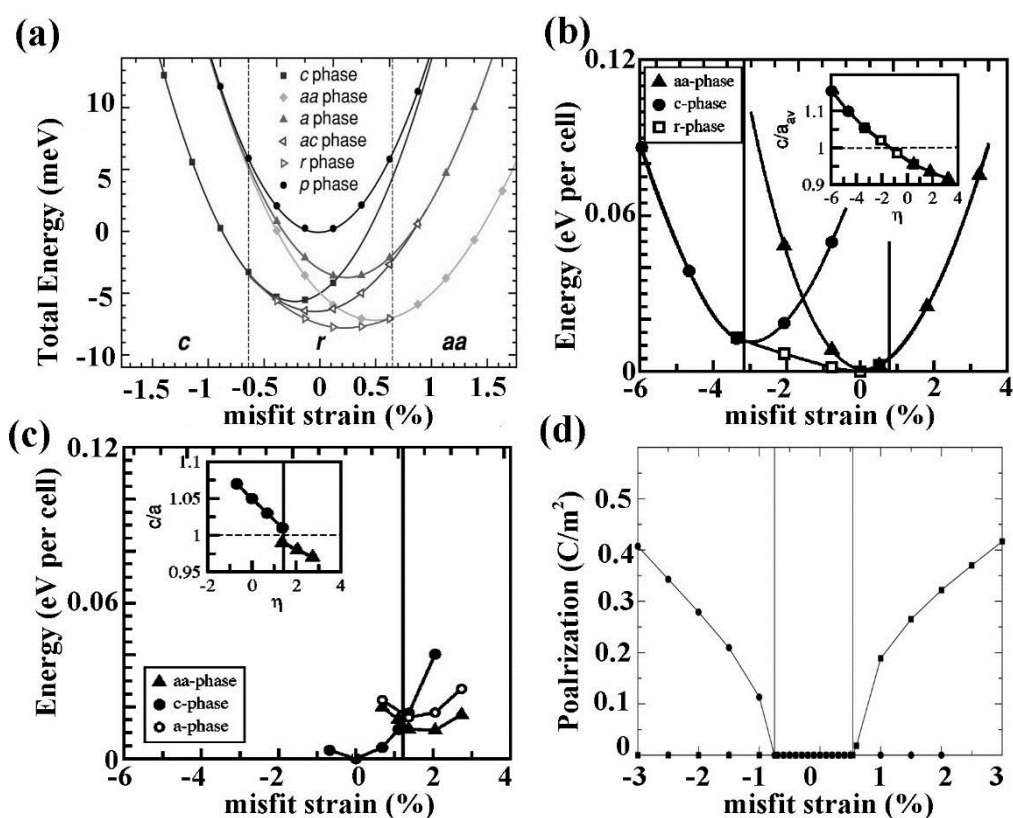 (a)
Total Energy (meV)
10
5
0
-5
-10
c phase
aa phase
a phase
ac phase
r phase
p phase
c
r
aa
-1.5 -1 -0.5 0 0.5 1 1.5
misfit strain (%)
(b)
Energy (eV per cell)
0.12
0.06
0
aa-phase
c-phase
r-phase
c/a_av
1.1
1
0.9
-6 -4 -2 0 2 4
η
-6 -4 -2 0 2 4
misfit strain (%)
(c)
Energy (eV per cell)
0.12
0.06
0
c/a
1.1
1.05
1
0.95
-2 0 2 4
η
aa-phase
c-phase
a-phase
-6 -4 -2 0 2 4
misfit strain (%)
(d)
Poalrization (C/m²)
0.5
0.4
0.3
0.2
0.1
0
-3 -2 -1 0 1 2 3
misfit strain (%)